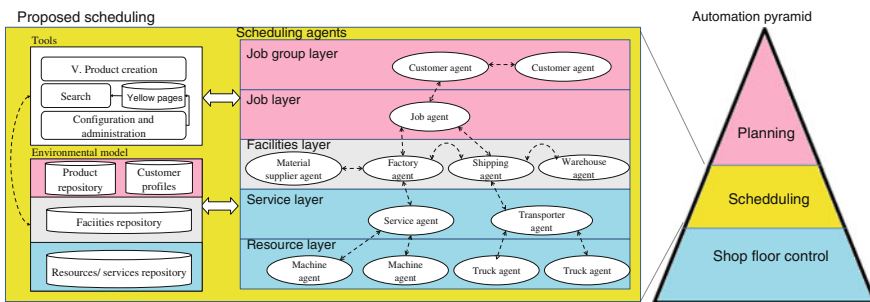 Proposed scheduling
Tools
V. Product creation
Search
Yellow pages
Configuration and
administration
Environmental model
Product
repository
Customer
profiles
Faciities repository
Resources/ services repository
Scheduling agents
Job group layer
Customer agent
Customer agent
Job layer
Job agent
Facilities layer
Material
supplier agent
Factory
agent
Shipping
agent
Warehouse
agent
Service layer
Service agent
Transporter
agent
Resource layer
Machine
agent
Machine
agent
Truck agent
Truck agent
Automation pyramid
Planning
Schedduling
Shop floor control